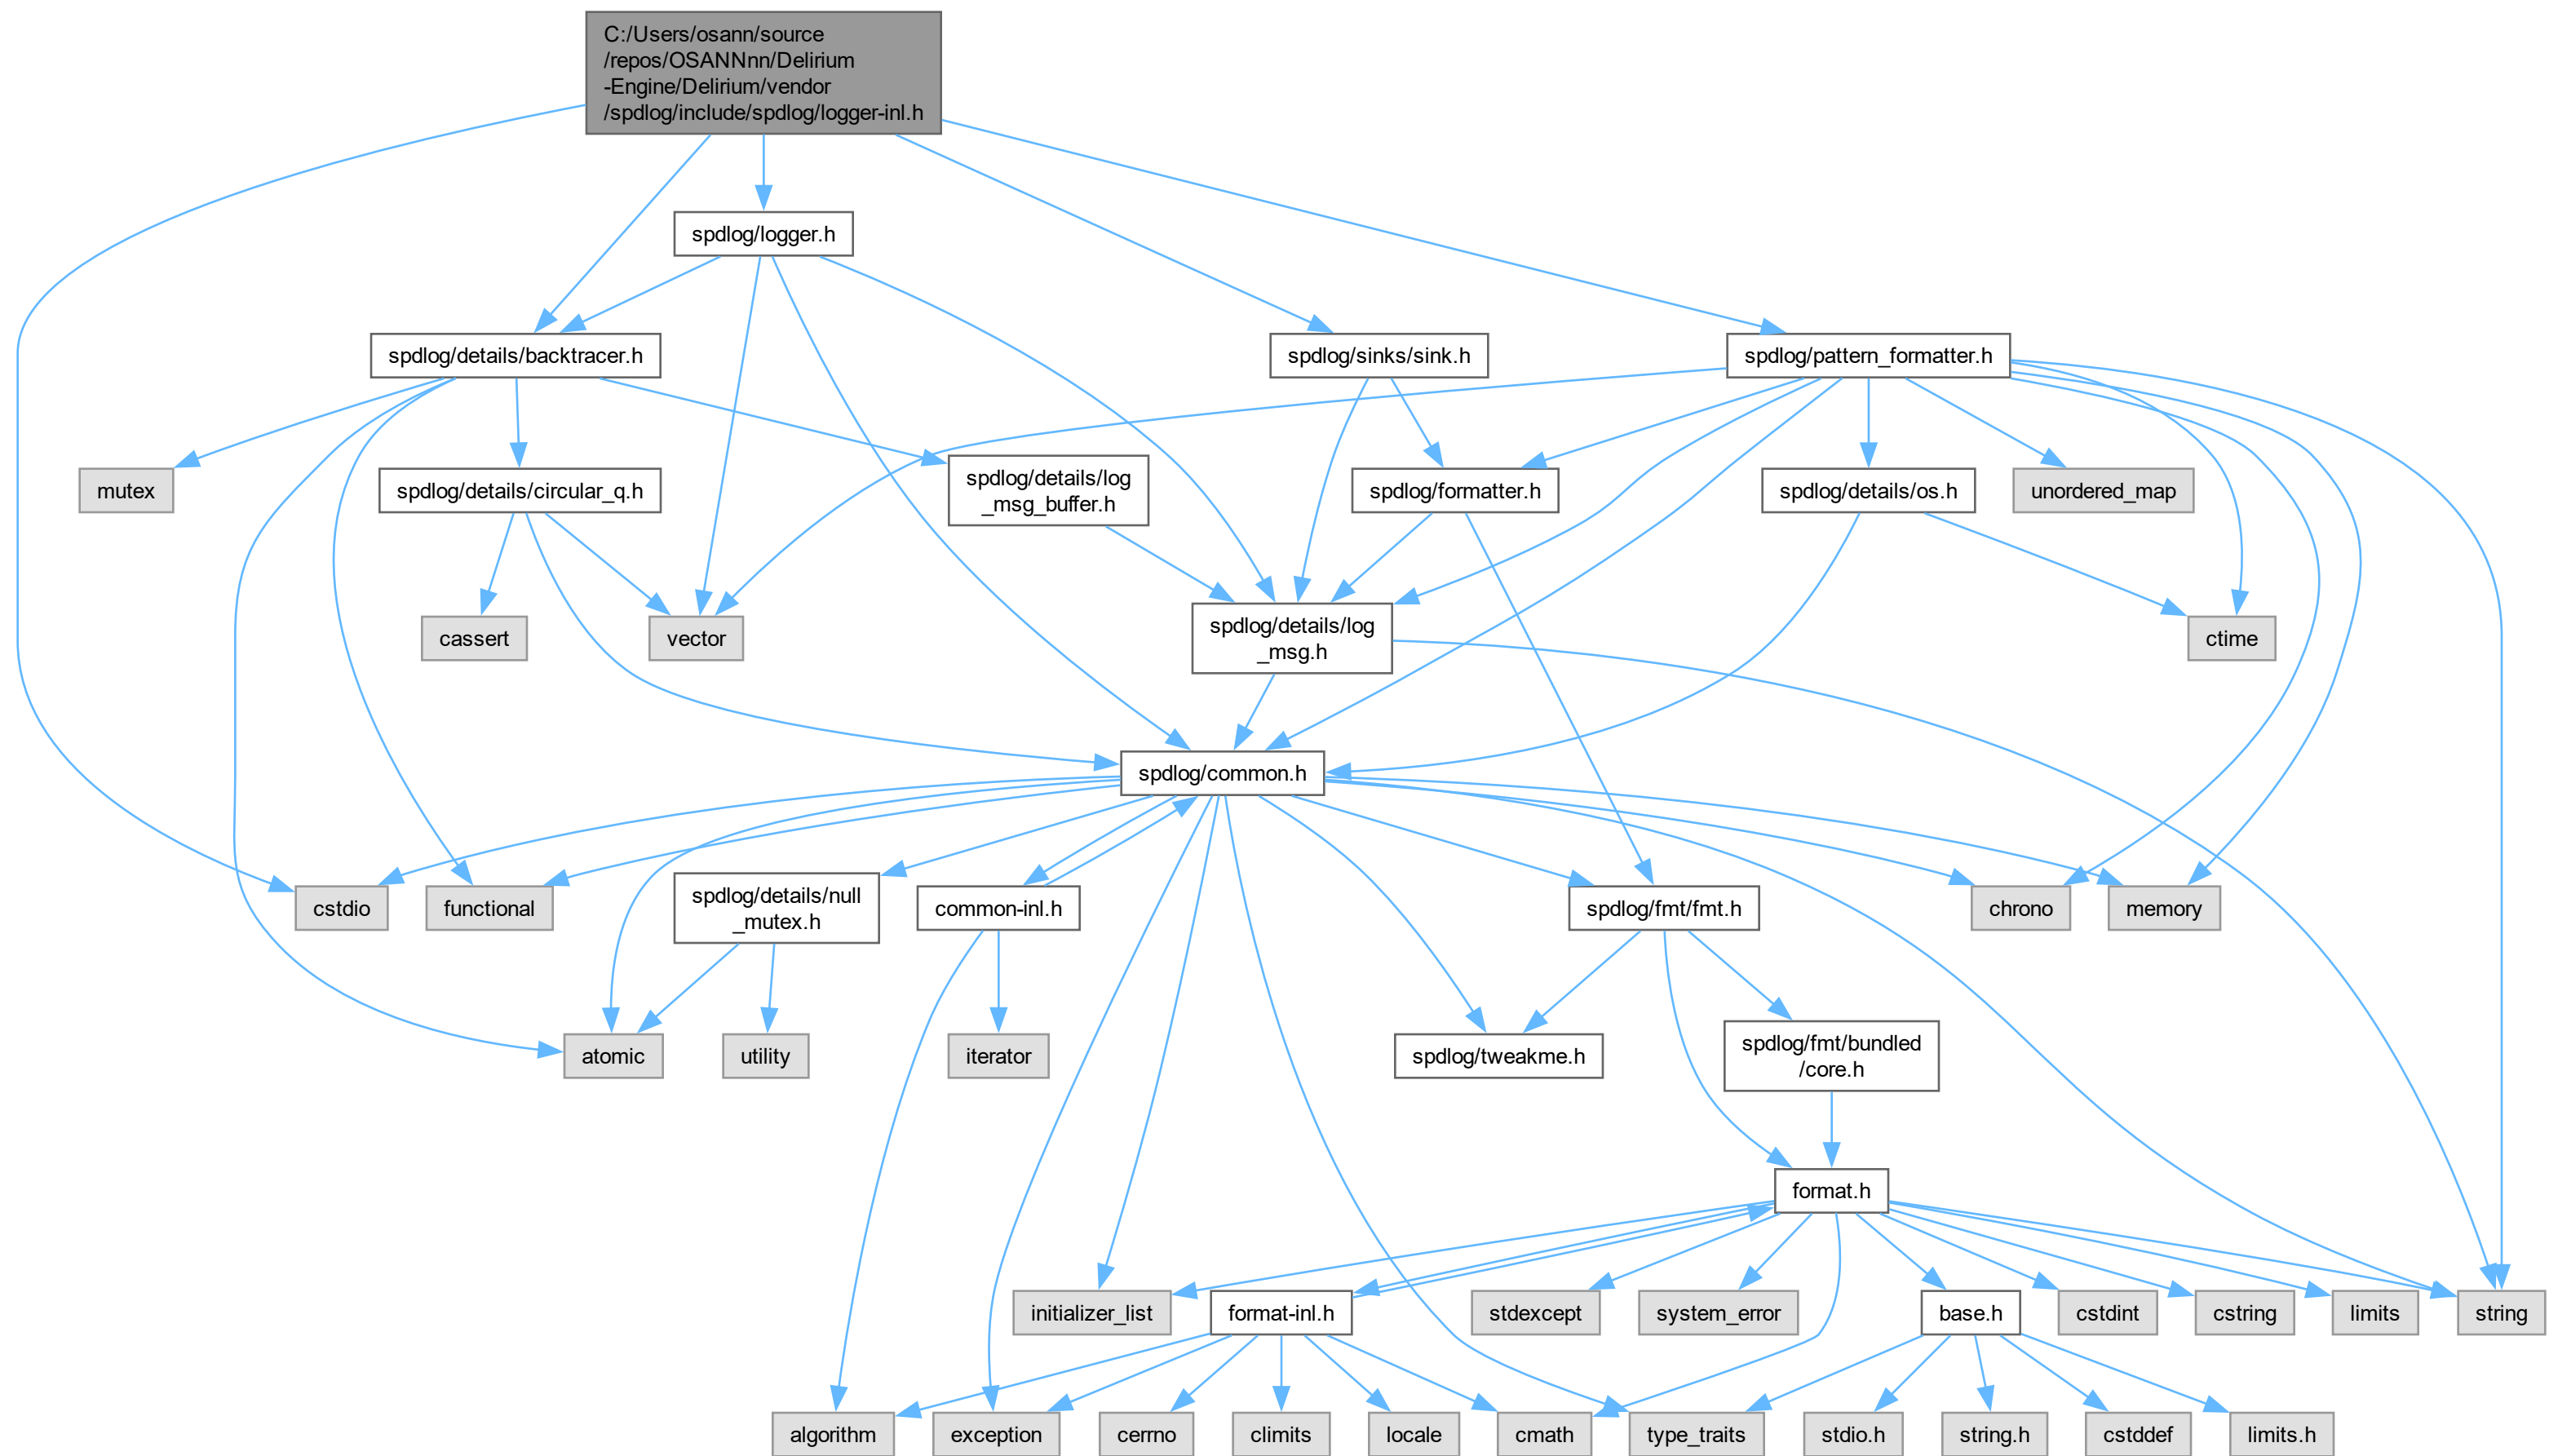 C:/Users/osann/source
/repos/OSANNnn/Delirium
-Engine/Delirium/vendor
/spdlog/include/spdlog/logger-inl.h
spdlog/logger.h
spdlog/details/backtracer.h
spdlog/sinks/sink.h
spdlog/pattern_formatter.h
mutex
spdlog/details/circular_q.h
spdlog/details/log
_msg_buffer.h
spdlog/formatter.h
spdlog/details/os.h
unordered_map
cassert
vector
spdlog/details/log
_msg.h
ctime
spdlog/common.h
cstdio
functional
spdlog/details/null
_mutex.h
common-inl.h
spdlog/fmt/fmt.h
chrono
memory
atomic
utility
iterator
spdlog/tweakme.h
spdlog/fmt/bundled
/core.h
format.h
initializer_list
format-inl.h
stdexcept
system_error
base.h
cstdint
cstring
limits
string
algorithm
exception
cerrno
climits
locale
cmath
type_traits
stdio.h
string.h
cstddef
limits.h